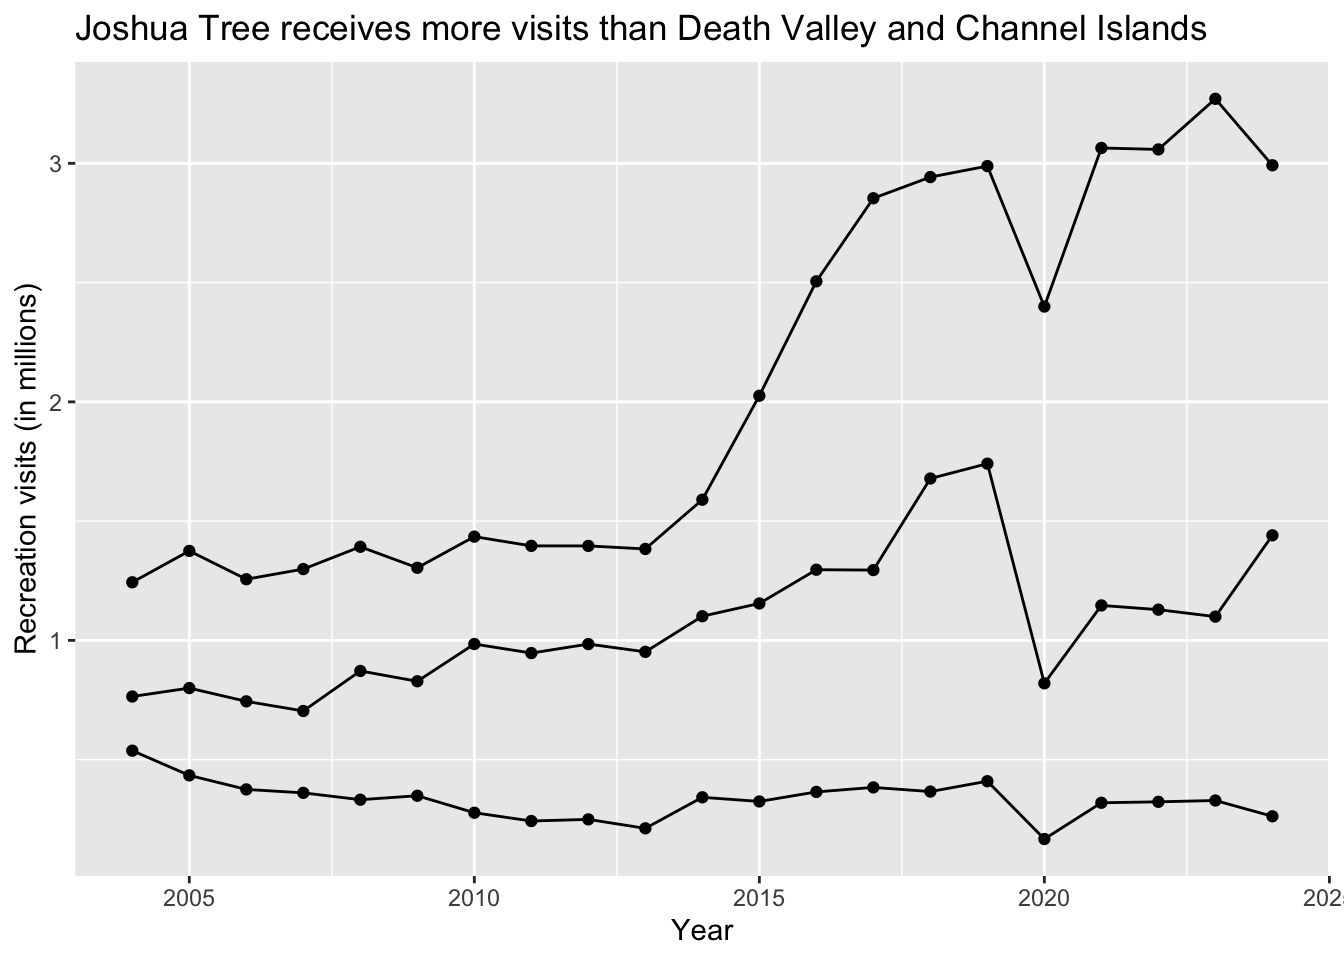 Joshua Tree receives more visits than Death Valley and Channel Islands
Recreation visits (in millions)
3
2
1
2005 2010 2015 2020
Year